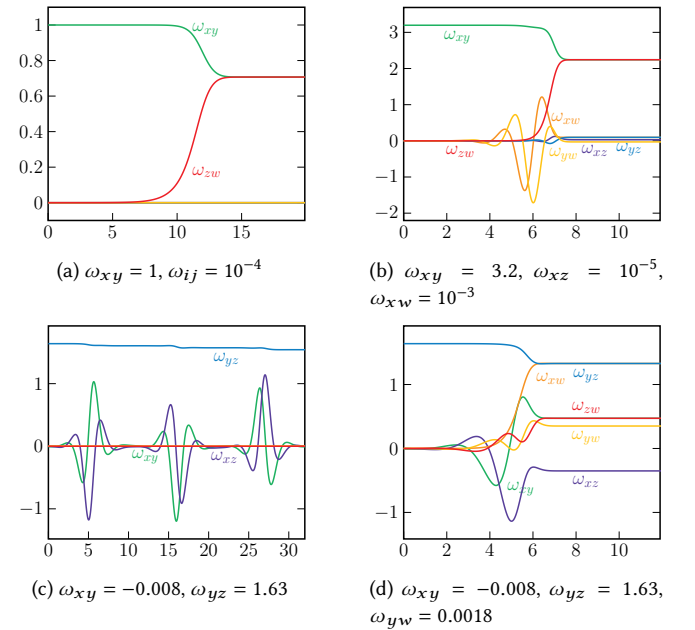 1
0.8
0.6
0.4
0.2
0
0 5 10 15
ω_xy
ω_zw
(a) ω_xy = 1, ω_ij = 10^−4
3
2
1
0
−1
−2
0 2 4 6 8 10
ω_xy
ω_xw
ω_zw
ω_yw
ω_xz
ω_yz
(b) ω_xy = 3.2, ω_xz = 10^−5,
ω_xw = 10^−3
1
0
−1
0 5 10 15 20 25 30
ω_yz
ω_xy
ω_xz
(c) ω_xy = −0.008, ω_yz = 1.63
1
0
−1
0 2 4 6 8 10
ω_xw
ω_yz
ω_zw
ω_yw
ω_xz
ω_xy
(d) ω_xy = −0.008, ω_yz = 1.63,
ω_yw = 0.0018